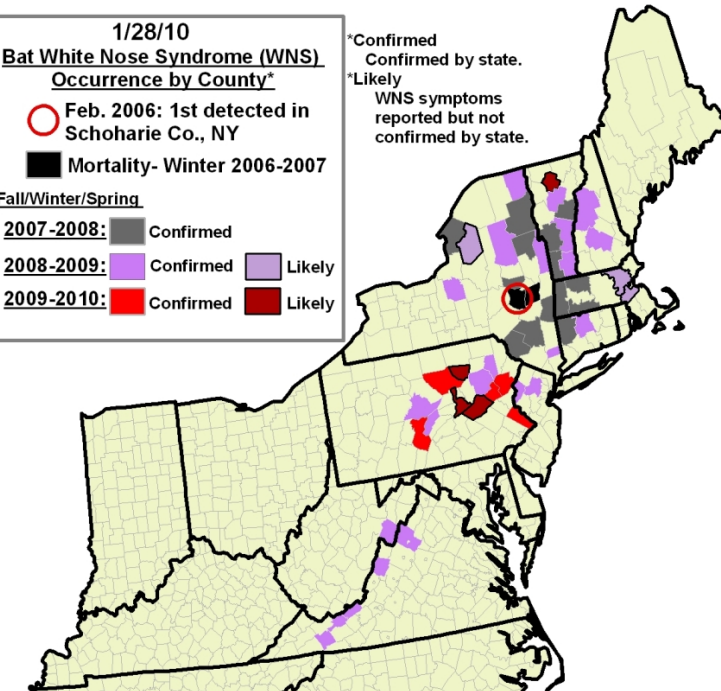 1/28/10
Bat White Nose Syndrome (WNS)
Occurrence by County*
Feb. 2006: 1st detected in
Schoharie Co., NY
Mortality- Winter 2006-2007
Fall/Winter/Spring
2007-2008: Confirmed
2008-2009: Confirmed Likely
2009-2010: Confirmed Likely
*Confirmed
Confirmed by state.
*Likely
WNS symptoms
reported but not
confirmed by state.